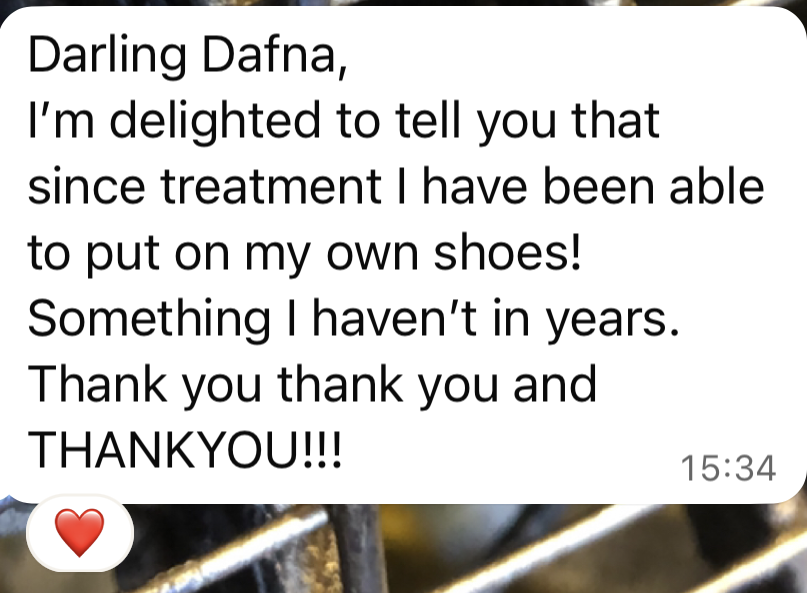 Darling Dafna,
I’m delighted to tell you that
since treatment I have been able
to put on my own shoes!
Something I haven’t in years.
Thank you thank you and
THANKYOU!!!
15:34